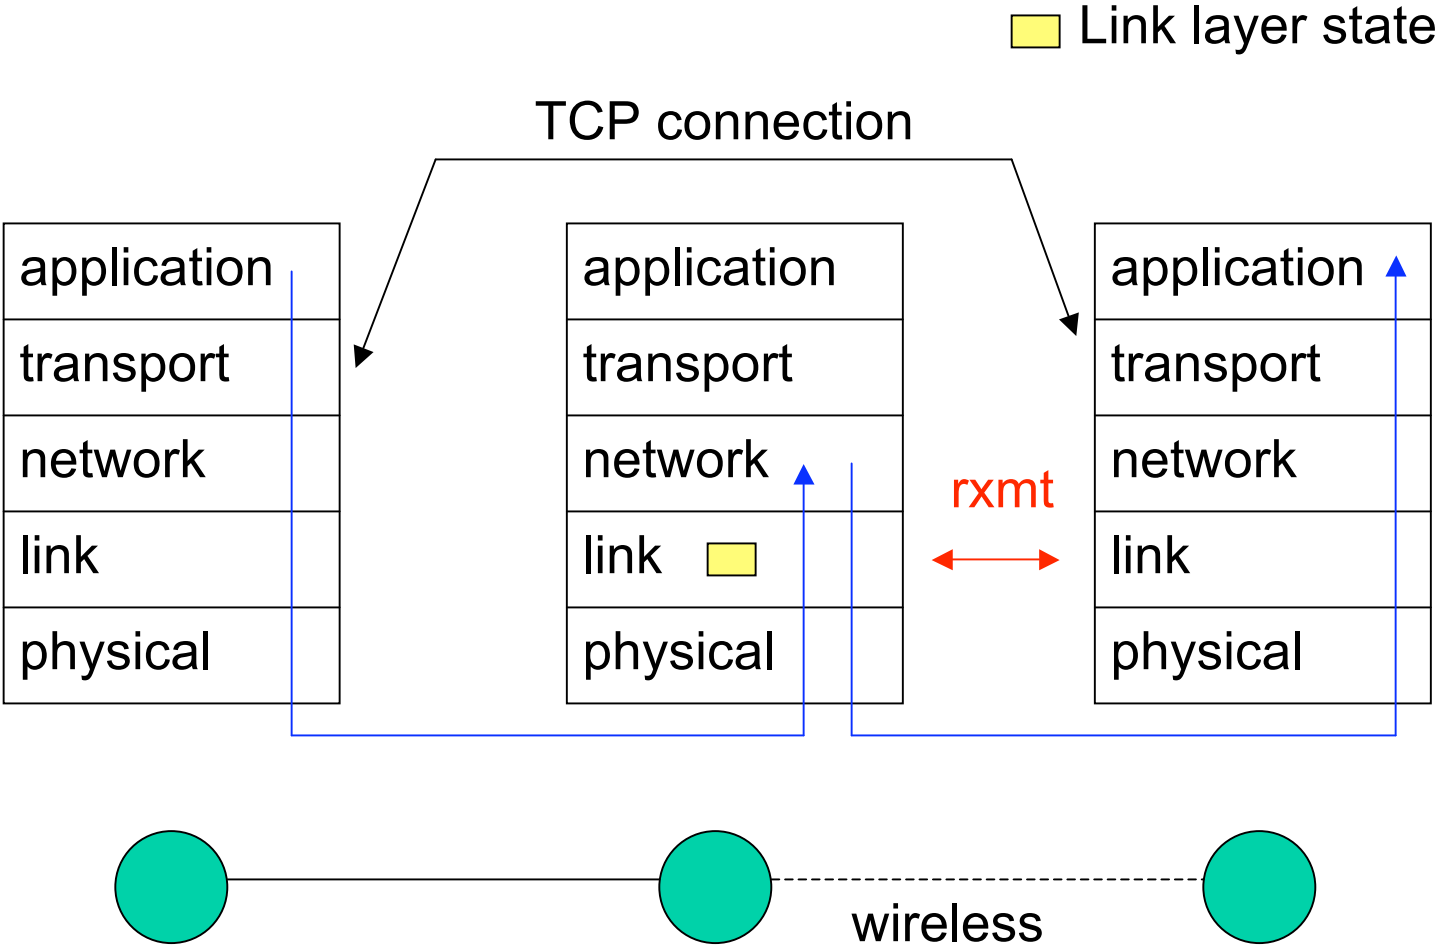 Link layer state
TCP connection
application
transport
network
link
physical
application
transport
network
link
physical
rxmt
application
transport
network
link
physical
wireless